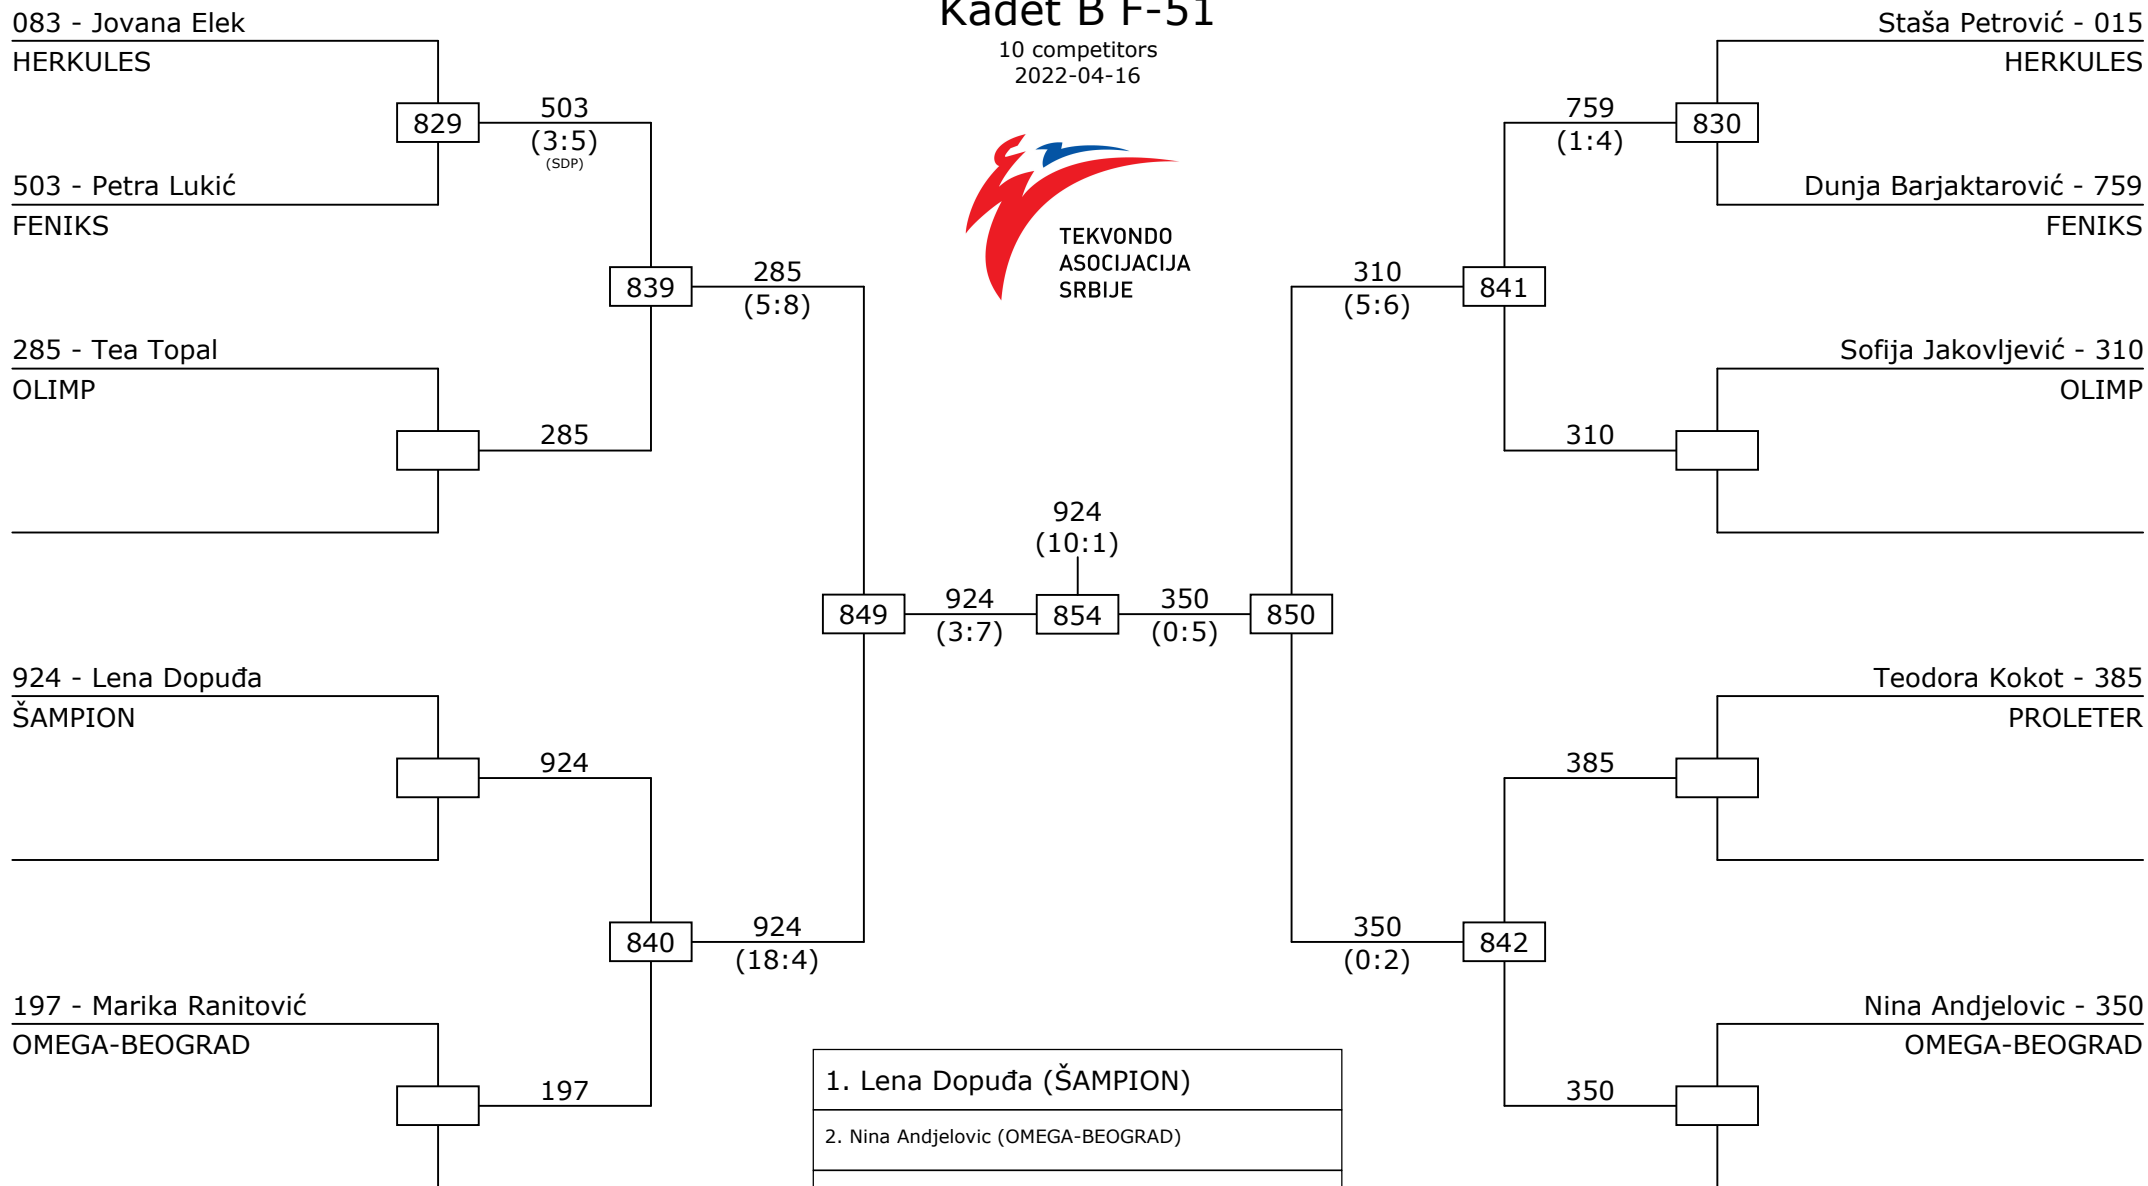 Kadet B F-51
10 competitors
2022-04-16
TEKVONDO
ASOCIJACIJA
SRBIJE
083 - Jovana Elek
HERKULES
829
503
(3:5)
(SDP)
503 - Petra Lukić
FENIKS
839
285
(5:8)
285 - Tea Topal
OLIMP
285
849
924
(3:7)
924 - Lena Dopuđa
ŠAMPION
924
840
924
(18:4)
197 - Marika Ranitović
OMEGA-BEOGRAD
197
924
(10:1)
854
350
(0:5)
850
Staša Petrović - 015
HERKULES
759
(1:4)
830
Dunja Barjaktarović - 759
FENIKS
310
(5:6)
841
Sofija Jakovljević - 310
OLIMP
310
Teodora Kokot - 385
PROLETER
385
350
(0:2)
842
Nina Andjelovic - 350
OMEGA-BEOGRAD
350
1. Lena Dopuđa (ŠAMPION)
2. Nina Andjelovic (OMEGA-BEOGRAD)